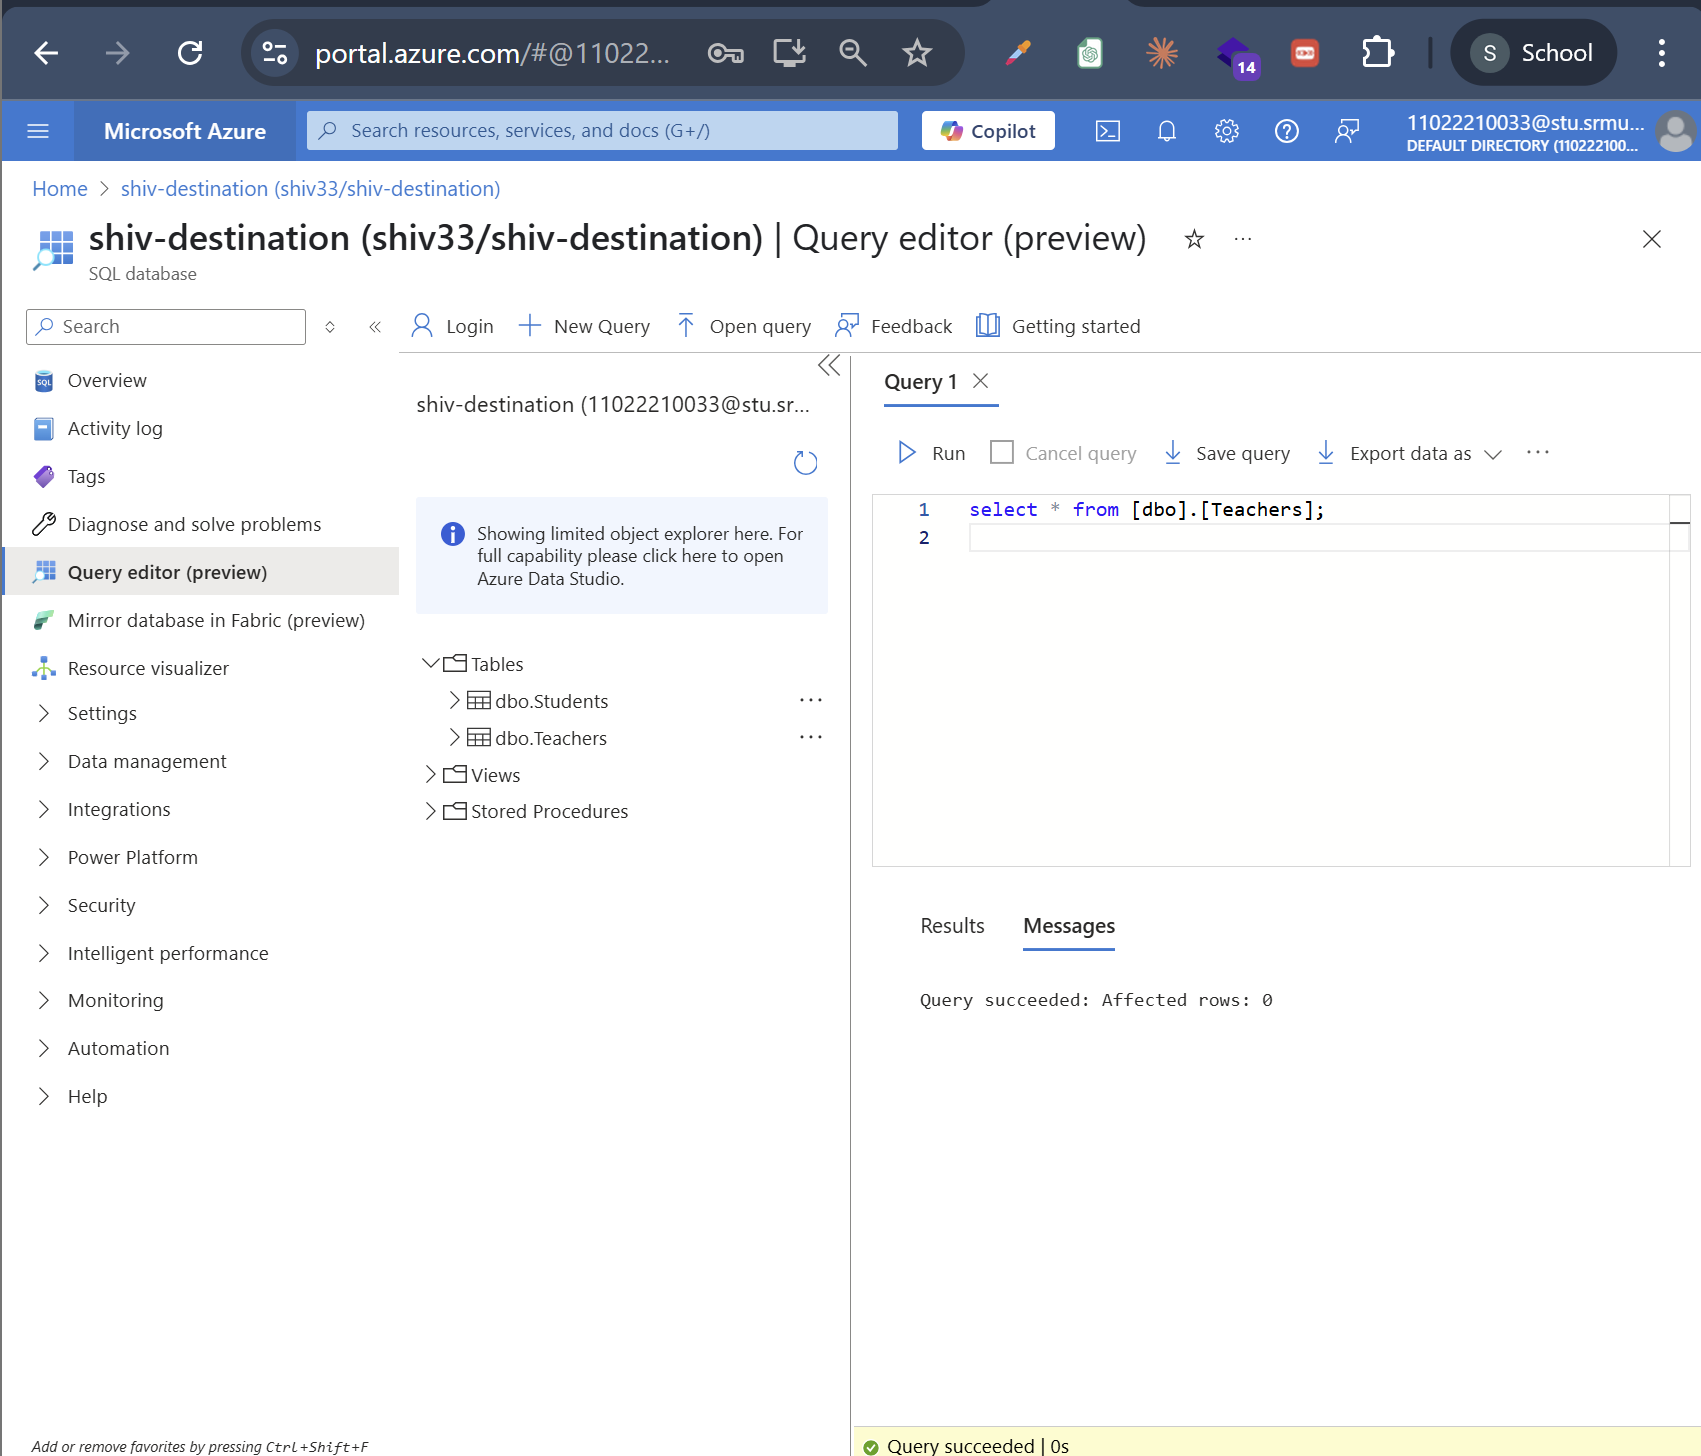 portal.azure.com/#@11022...
14
S School
Microsoft Azure
Search resources, services, and docs (G+/)
Copilot
11022210033@stu.srmu...
DEFAULT DIRECTORY (110222100...
Home > shiv-destination (shiv33/shiv-destination)
shiv-destination (shiv33/shiv-destination) | Query editor (preview)
SQL database
Search
Login
New Query
Open query
Feedback
Getting started
Overview
Activity log
Tags
Diagnose and solve problems
Query editor (preview)
Mirror database in Fabric (preview)
Resource visualizer
Settings
Data management
Integrations
Power Platform
Security
Intelligent performance
Monitoring
Automation
Help
Add or remove favorites by pressing Ctrl+Shift+F
shiv-destination (11022210033@stu.sr...
Showing limited object explorer here. For
full capability please click here to open
Azure Data Studio.
Tables
dbo.Students
dbo.Teachers
Views
Stored Procedures
Query 1
Run
Cancel query
Save query
Export data as
1 select * from [dbo].[Teachers];
2
Results
Messages
Query succeeded: Affected rows: 0
Query succeeded | 0s